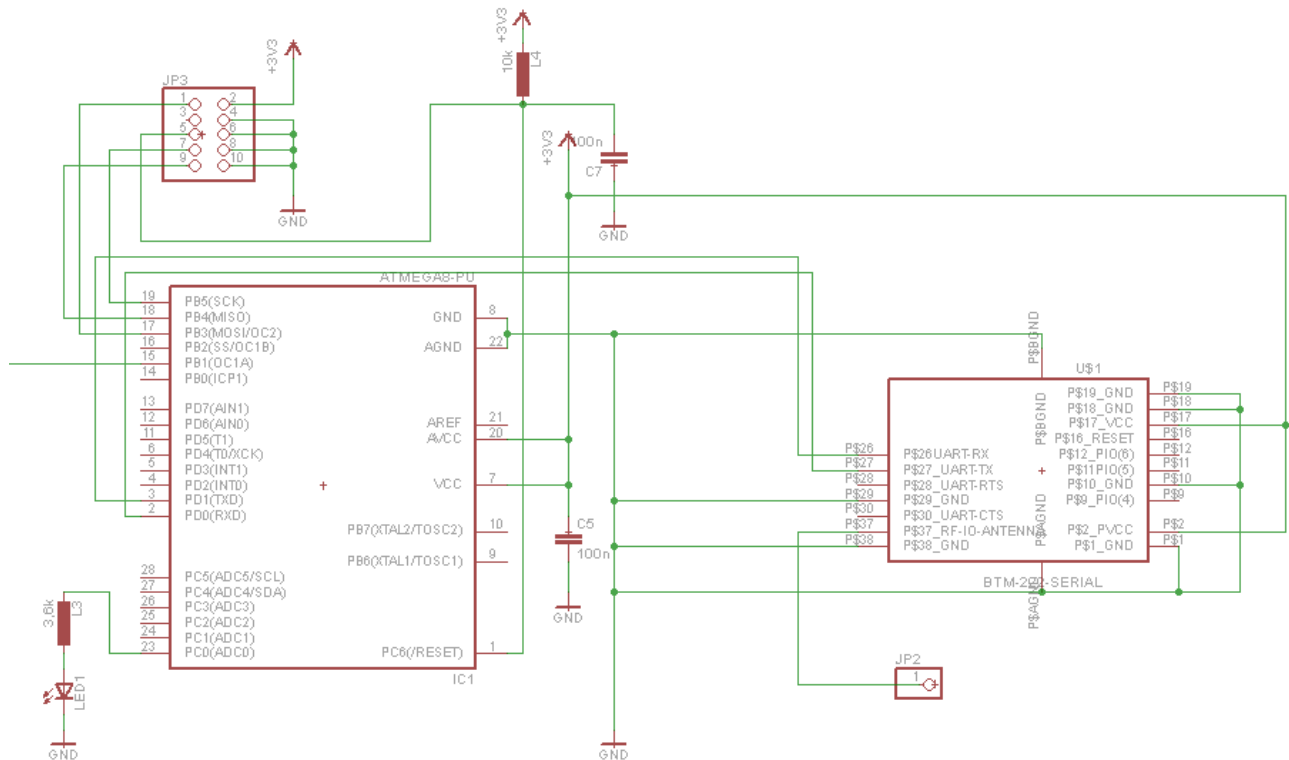 +3V3
10k
L4
+3V3
JP3
1
2
3
4
5
6
7
8
9
10
GND
+3V3
100n
C7
GND
ATMEGA8-PU
19
PB5(SCK)
18
PB4(MISO)
17
PB3(MOSI/OC2)
16
PB2(SS/OC1B)
15
PB1(OC1A)
14
PB0(ICP1)
13
PD7(AIN1)
12
PD6(AIN0)
11
PD5(T1)
6
PD4(T0/XCK)
5
PD3(INT1)
4
PD2(INT0)
3
PD1(TXD)
2
PD0(RXD)
28
PC5(ADC5/SCL)
27
PC4(ADC4/SDA)
26
PC3(ADC3)
25
PC2(ADC2)
24
PC1(ADC1)
23
PC0(ADC0)
GND
8
AGND
22
AREF
21
AVCC
20
VCC
7
PB7(XTAL2/TOSC2)
10
PB6(XTAL1/TOSC1)
9
PC6(/RESET)
1
IC1
C5
100n
GND
3,6k
L3
LED1
GND
GND
P$BGND
P$BGND
U$1
P$26
P$26UART-RX
P$27
P$27_UART-TX
P$28
P$28_UART-RTS
P$29
P$29_GND
P$30
P$30_UART-CTS
P$37
P$37_RF-IO-ANTENNE
P$38
P$38_GND
P$19_GND
P$19
P$18_GND
P$18
P$17_VCC
P$17
P$16_RESET
P$16
P$12_PIO(6)
P$12
P$11PIO(5)
P$11
P$10_GND
P$10
P$9_PIO(4)
P$9
P$2_PVCC
P$2
P$1_GND
P$1
P$AGND
P$AGND
BTM-222-SERIAL
JP2
1